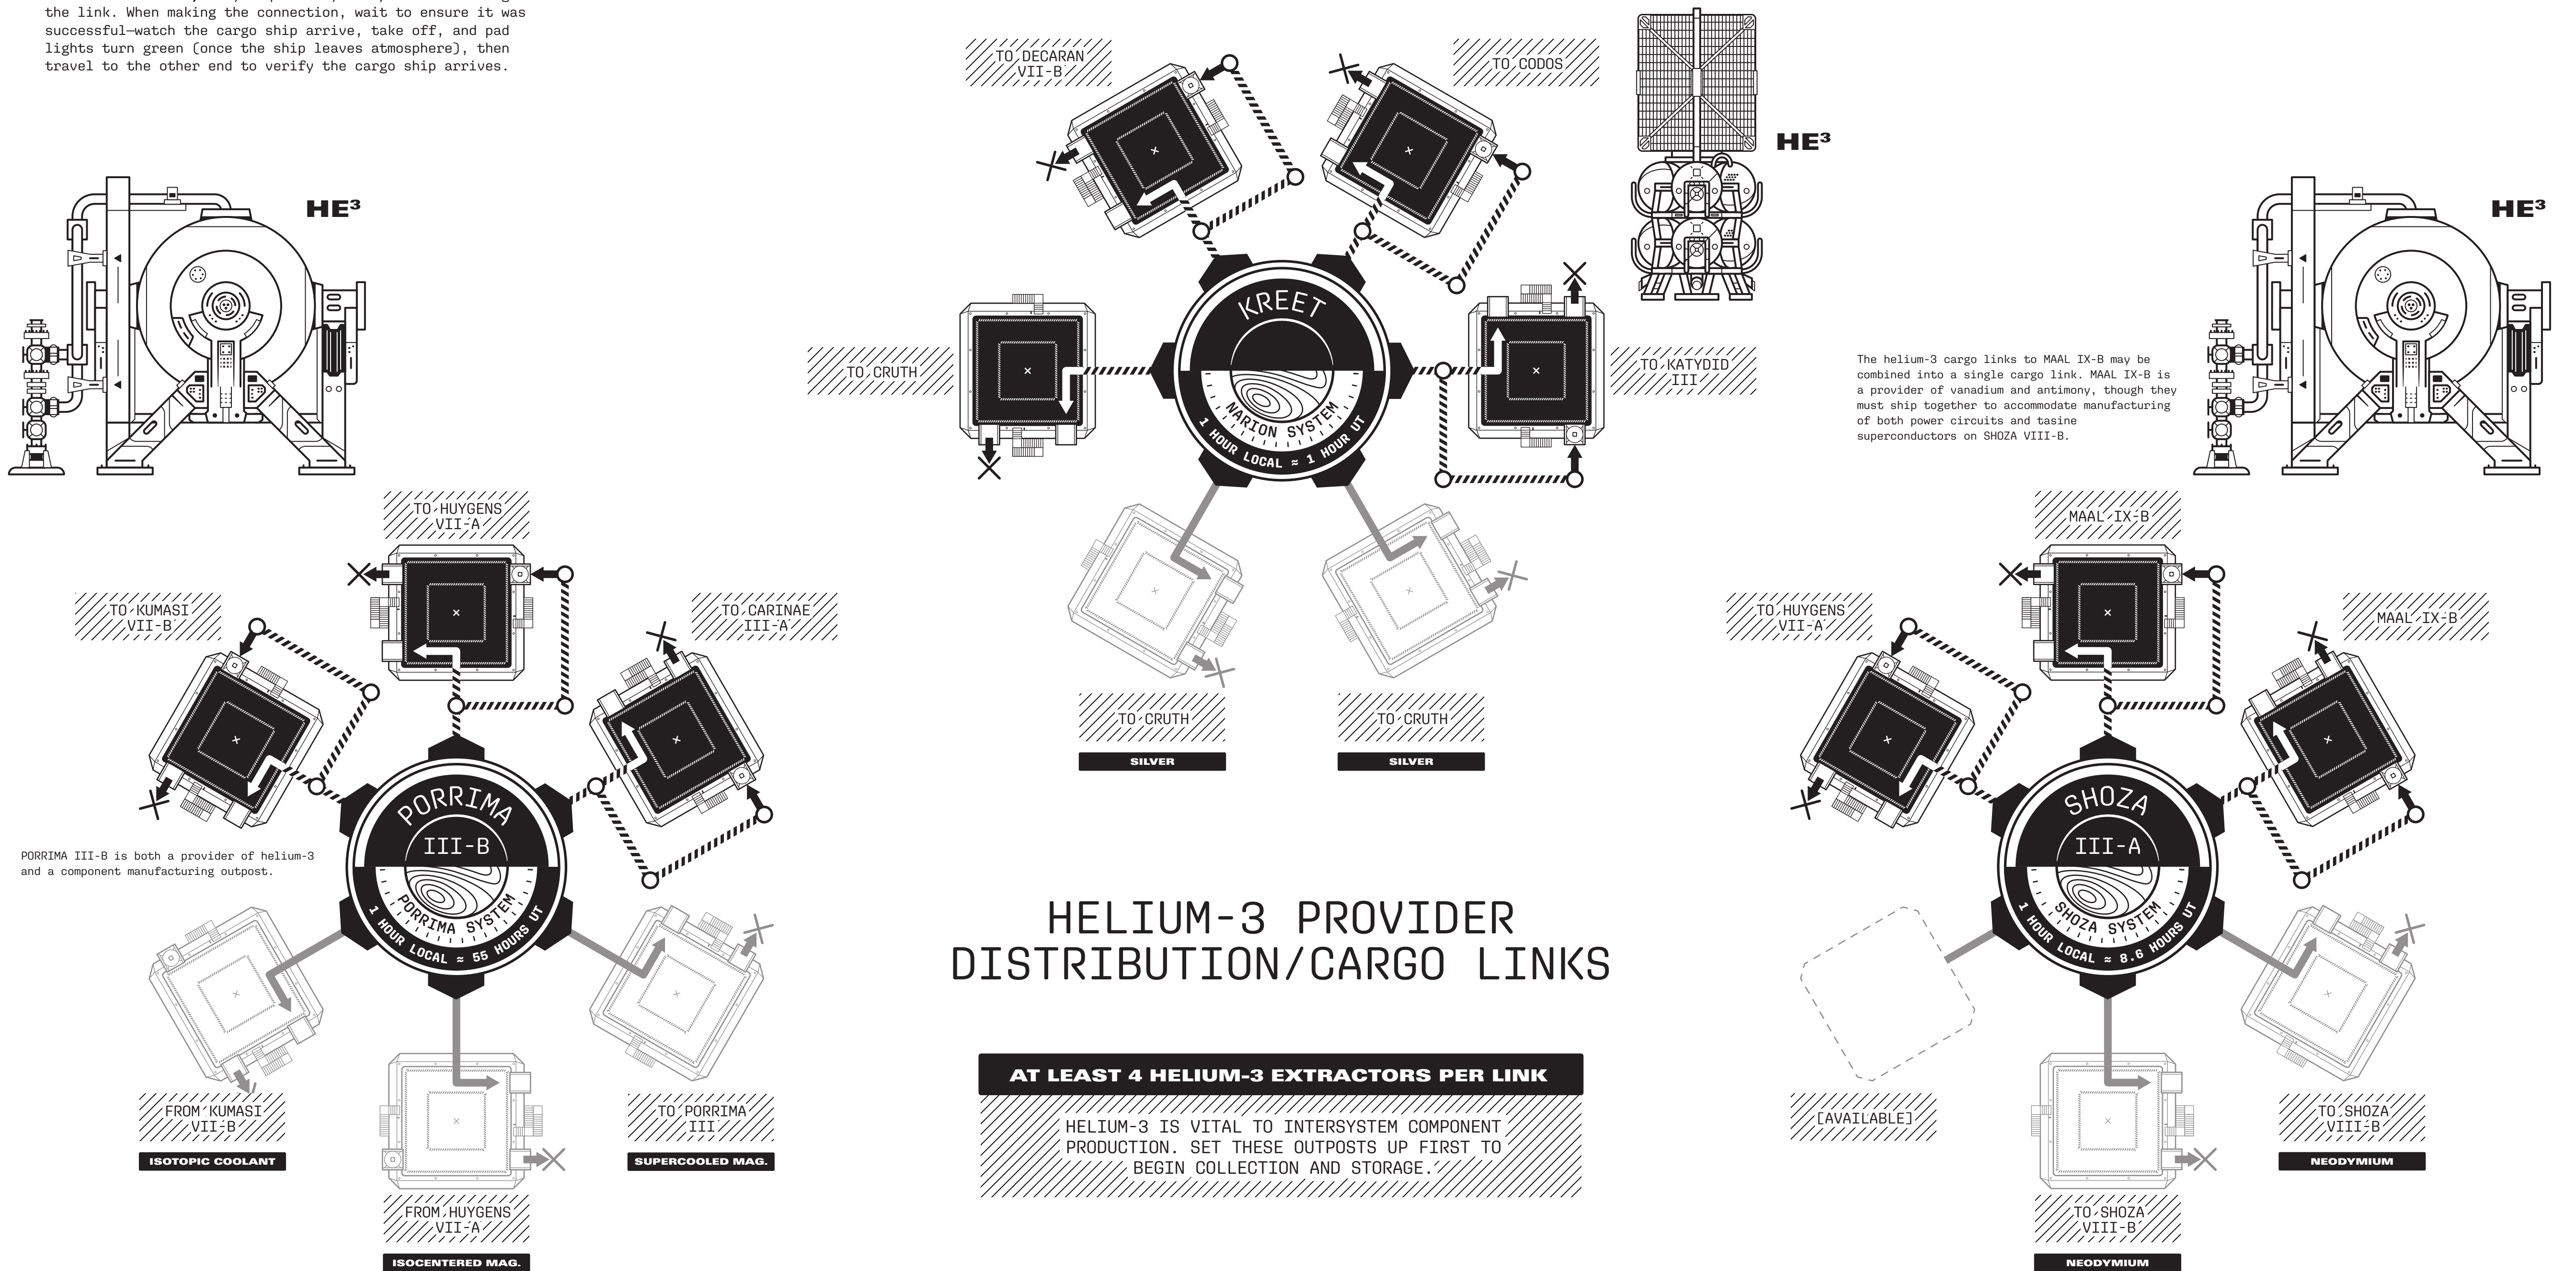 the link. When making the connection, wait to ensure it was
successful—watch the cargo ship arrive, take off, and pad
lights turn green (once the ship leaves atmosphere), then
travel to the other end to verify the cargo ship arrives.
HE³
TO DECARAN
VII-B
TO CODOS
HE³
HE³
TO CRUTH
KREET
NARION SYSTEM
1 HOUR LOCAL ≈ 1 HOUR UT
TO KATYDID
III
The helium-3 cargo links to MAAL IX-B may be
combined into a single cargo link. MAAL IX-B is
a provider of vanadium and antimony, though they
must ship together to accommodate manufacturing
of both power circuits and tasine
superconductors on SHOZA VIII-B.
TO CRUTH
SILVER
TO CRUTH
SILVER
TO HUYGENS
VII-A
TO KUMASI
VII-B
TO CARINAE
III-A
PORRIMA
III-B
PORRIMA SYSTEM
1 HOUR LOCAL ≈ 55 HOURS UT
PORRIMA III-B is both a provider of helium-3
and a component manufacturing outpost.
FROM KUMASI
VII-B
ISOTOPIC COOLANT
TO PORRIMA
III
SUPERCOOLED MAG.
FROM HUYGENS
VII-A
ISOCENTERED MAG.
HELIUM-3 PROVIDER
DISTRIBUTION/CARGO LINKS
AT LEAST 4 HELIUM-3 EXTRACTORS PER LINK
HELIUM-3 IS VITAL TO INTERSYSTEM COMPONENT
PRODUCTION. SET THESE OUTPOSTS UP FIRST TO
BEGIN COLLECTION AND STORAGE.
MAAL IX-B
TO HUYGENS
VII-A
MAAL IX-B
SHOZA
III-A
SHOZA SYSTEM
1 HOUR LOCAL ≈ 8.6 HOURS UT
[AVAILABLE]
TO SHOZA
VIII-B
NEODYMIUM
TO SHOZA
VIII-B
NEODYMIUM